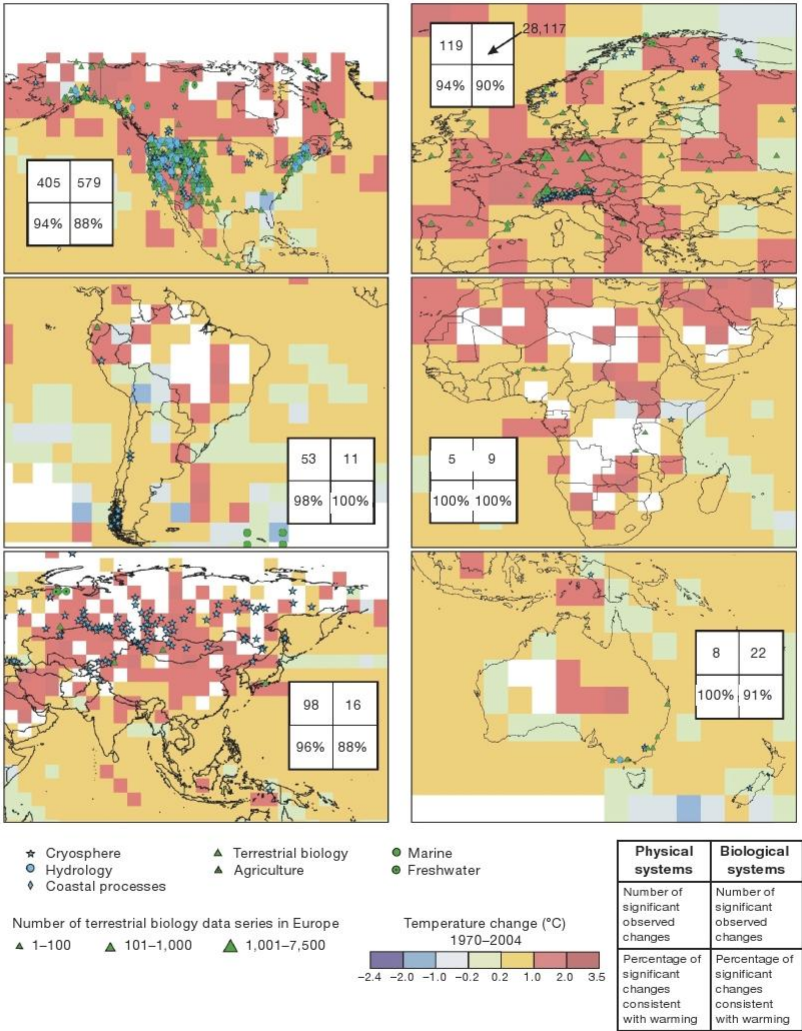 28,117
119
94% 90%
405 579
94% 88%
53 11
98% 100%
5 9
100% 100%
98 16
96% 88%
8 22
100% 91%
Cryosphere
Hydrology
Coastal processes
Terrestrial biology
Agriculture
Marine
Freshwater
Number of terrestrial biology data series in Europe
1–100 101–1,000 1,001–7,500
Temperature change (°C)
1970–2004
−2.4 −2.0 −1.0 −0.2 0.2 1.0 2.0 3.5
Physical systems
Biological systems
Number of
significant
observed
changes
Number of
significant
observed
changes
Percentage of
significant
changes
consistent
with warming
Percentage of
significant
changes
consistent
with warming